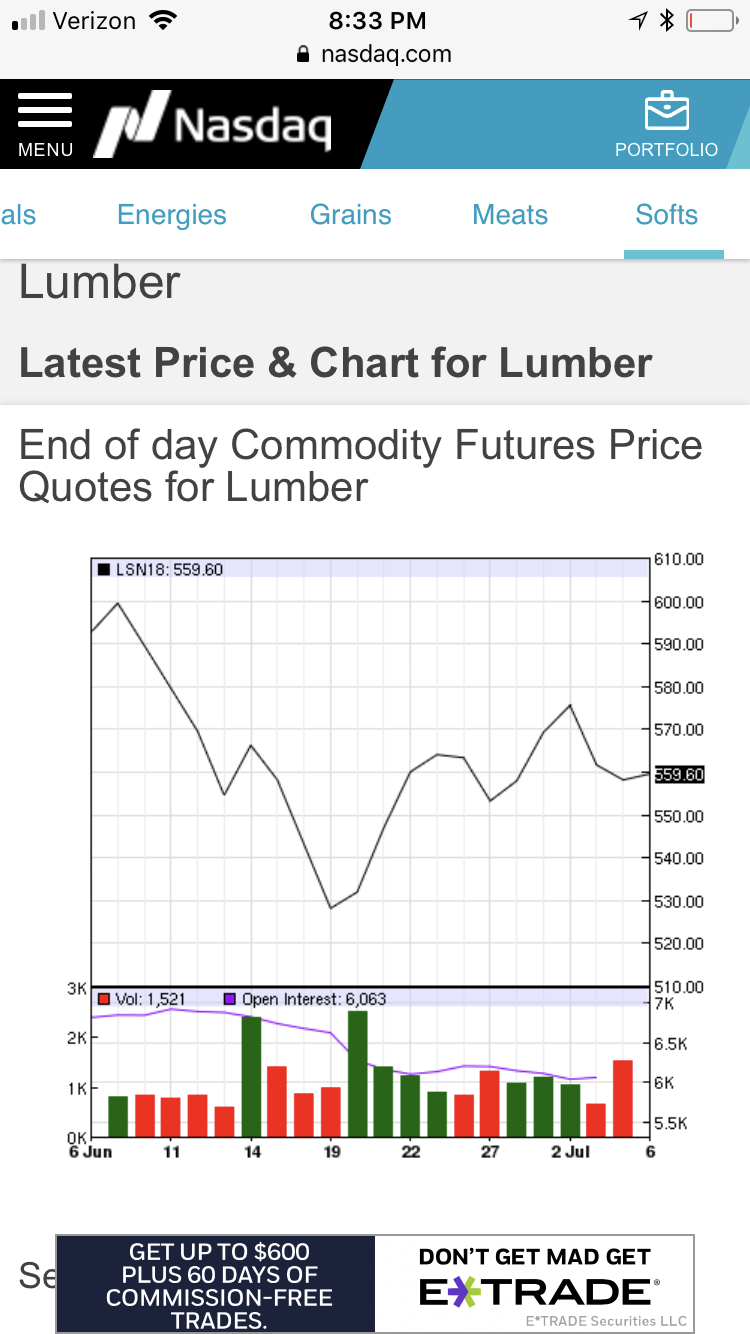 Verizon 8:33 PM
nasdaq.com
MENU Nasdaq PORTFOLIO
als Energies Grains Meats Softs
Lumber
Latest Price & Chart for Lumber
End of day Commodity Futures Price
Quotes for Lumber
LSN18: 559.60
610.00
600.00
590.00
580.00
570.00
559.60
550.00
540.00
530.00
520.00
510.00
3K Vol: 1,521 Open Interest: 6,063 7K
2K 6.5K
1K 6K
0K 5.5K
6 Jun 11 14 19 22 27 2 Jul 6
Se
GET UP TO $600
PLUS 60 DAYS OF
COMMISSION-FREE
TRADES.
DON'T GET MAD GET
E*TRADE®
E*TRADE Securities LLC